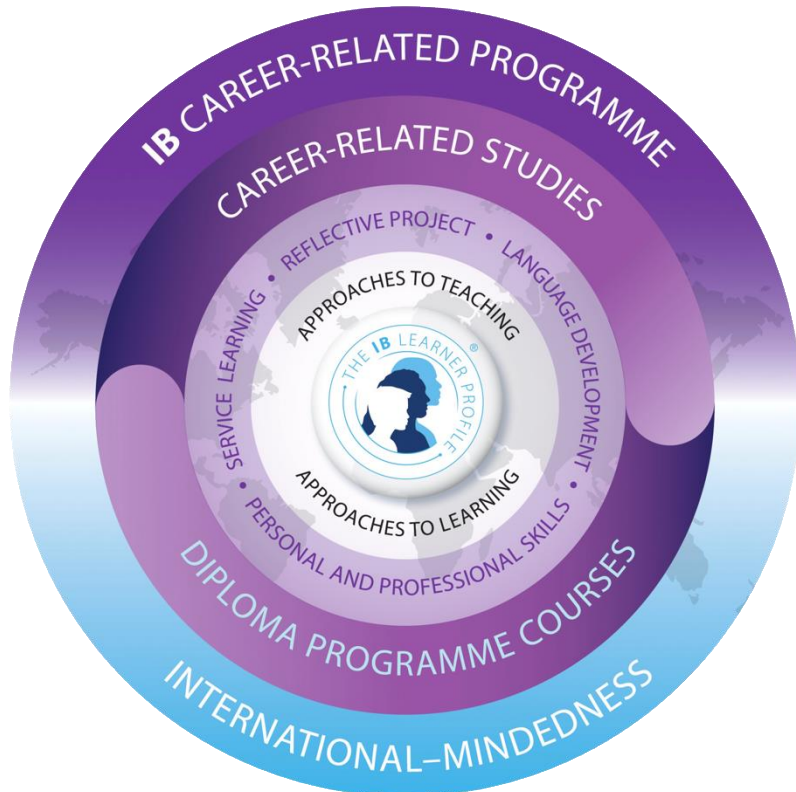 IB CAREER-RELATED PROGRAMME
CAREER-RELATED STUDIES
SERVICE LEARNING • REFLECTIVE PROJECT • LANGUAGE DEVELOPMENT • PERSONAL AND PROFESSIONAL SKILLS •
APPROACHES TO TEACHING
THE IB LEARNER PROFILE ®
APPROACHES TO LEARNING
DIPLOMA PROGRAMME COURSES
INTERNATIONAL–MINDEDNESS